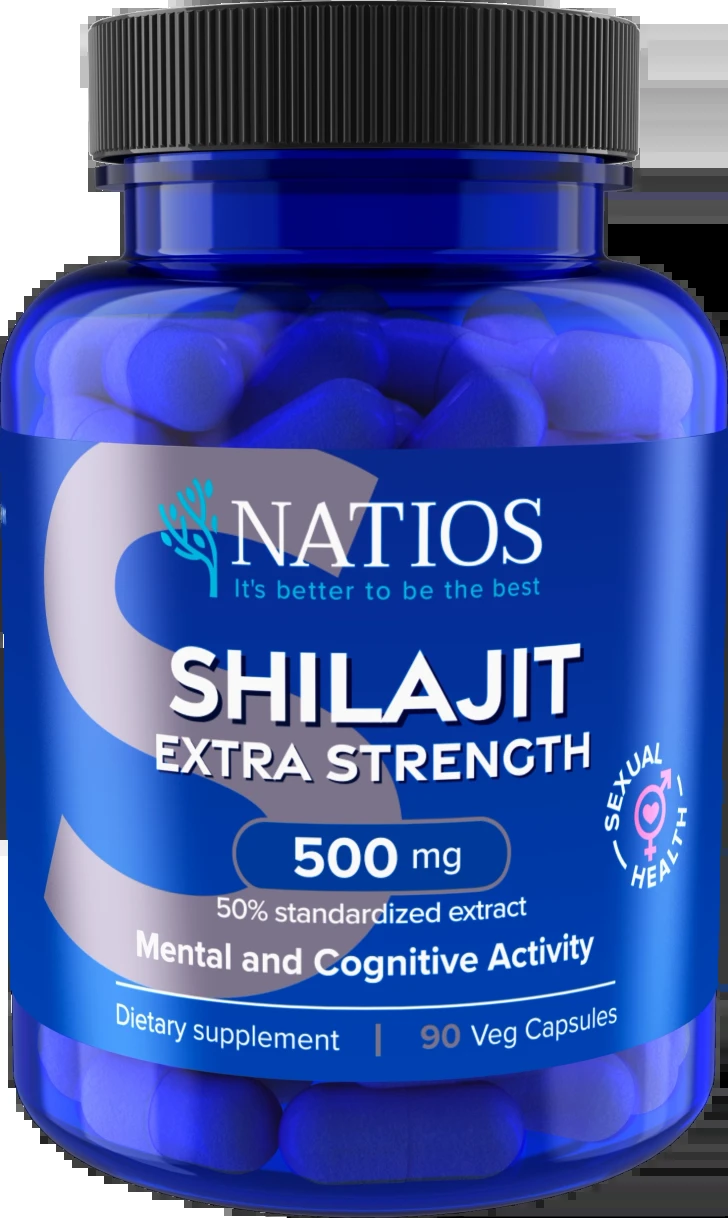 NATIOS
It's better to be the best
SHILAJIT
EXTRA STRENGTH
SEXUAL
HEALTH
500 mg
50% standardized extract
Mental and Cognitive Activity
Dietary supplement | 90 Veg Capsules